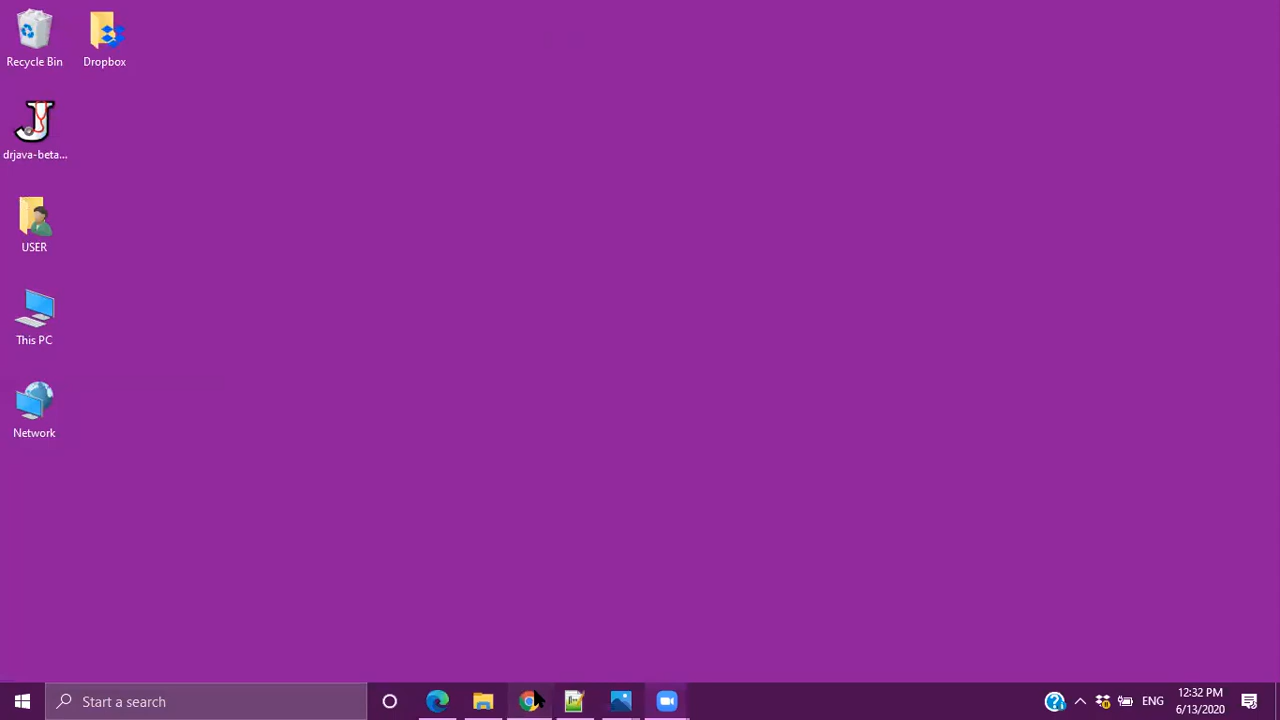 Recycle Bin
Dropbox
drjava-beta...
USER
This PC
Network
Start a search
ENG
12:32 PM
6/13/2020